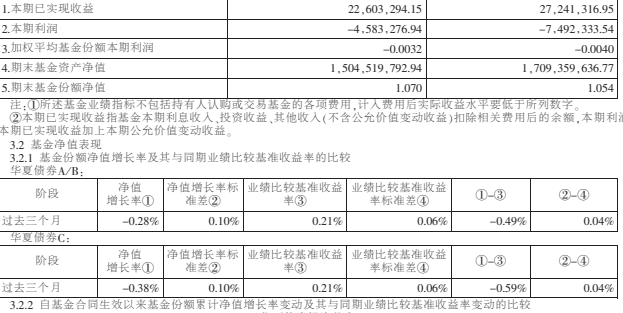 1.本期已实现收益 22,603,294.15 27,241,316.95
2.本期利润 -4,583,276.94 -7,492,333.54
3.加权平均基金份额本期利润 -0.0032 -0.0040
4.期末基金资产净值 1,504,519,792.94 1,709,359,636.77
5.期末基金份额净值 1.070 1.054
注:①所述基金业绩指标不包括持有人认购或交易基金的各项费用,计入费用后实际收益水平要低于所列数字。
②本期已实现收益指基金本期利息收入、投资收益、其他收入(不含公允价值变动收益)扣除相关费用后的余额,本期利润
本期已实现收益加上本期公允价值变动收益。
3.2 基金净值表现
3.2.1 基金份额净值增长率及其与同期业绩比较基准收益率的比较
华夏债券A/B:
阶段 净值增长率① 净值增长率标准差② 业绩比较基准收益率③ 业绩比较基准收益率标准差④ ①-③ ②-④
过去三个月 -0.28% 0.10% 0.21% 0.06% -0.49% 0.04%
华夏债券C:
阶段 净值增长率① 净值增长率标准差② 业绩比较基准收益率③ 业绩比较基准收益率标准差④ ①-③ ②-④
过去三个月 -0.38% 0.10% 0.21% 0.06% -0.59% 0.04%
3.2.2 自基金合同生效以来基金份额累计净值增长率变动及其与同期业绩比较基准收益率变动的比较